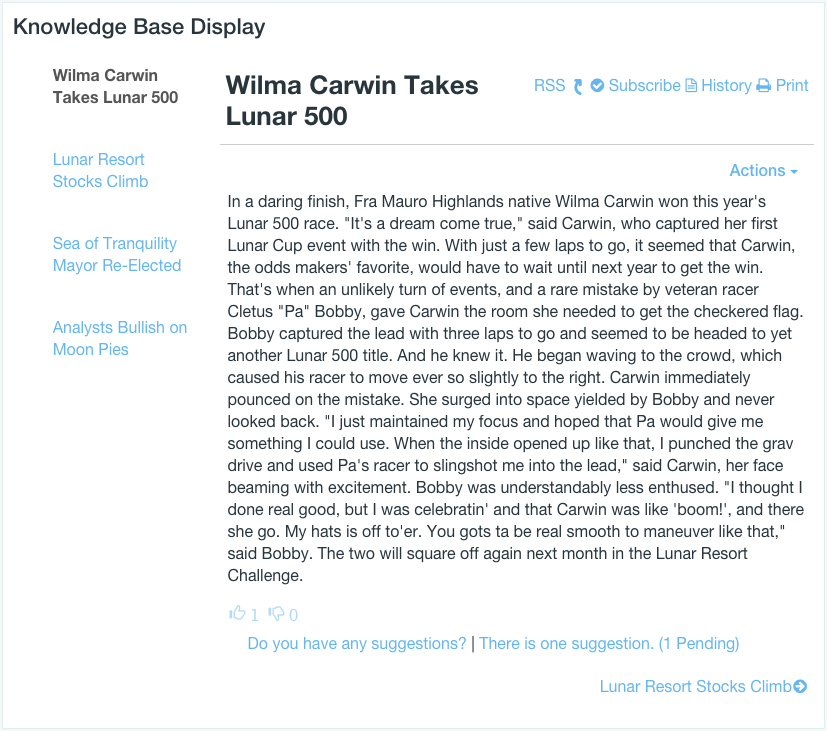 Knowledge Base Display
Wilma Carwin
Takes Lunar 500
Lunar Resort
Stocks Climb
Sea of Tranquility
Mayor Re-Elected
Analysts Bullish on
Moon Pies
Wilma Carwin Takes
Lunar 500
RSS Subscribe History Print
Actions
In a daring finish, Fra Mauro Highlands native Wilma Carwin won this year's
Lunar 500 race. "It's a dream come true," said Carwin, who captured her first
Lunar Cup event with the win. With just a few laps to go, it seemed that Carwin,
the odds makers' favorite, would have to wait until next year to get the win.
That's when an unlikely turn of events, and a rare mistake by veteran racer
Cletus "Pa" Bobby, gave Carwin the room she needed to get the checkered flag.
Bobby captured the lead with three laps to go and seemed to be headed to yet
another Lunar 500 title. And he knew it. He began waving to the crowd, which
caused his racer to move ever so slightly to the right. Carwin immediately
pounced on the mistake. She surged into space yielded by Bobby and never
looked back. "I just maintained my focus and hoped that Pa would give me
something I could use. When the inside opened up like that, I punched the grav
drive and used Pa's racer to slingshot me into the lead," said Carwin, her face
beaming with excitement. Bobby was understandably less enthused. "I thought I
done real good, but I was celebratin' and that Carwin was like 'boom!', and there
she go. My hats is off to'er. You gots ta be real smooth to maneuver like that,"
said Bobby. The two will square off again next month in the Lunar Resort
Challenge.
1 0
Do you have any suggestions? | There is one suggestion. (1 Pending)
Lunar Resort Stocks Climb